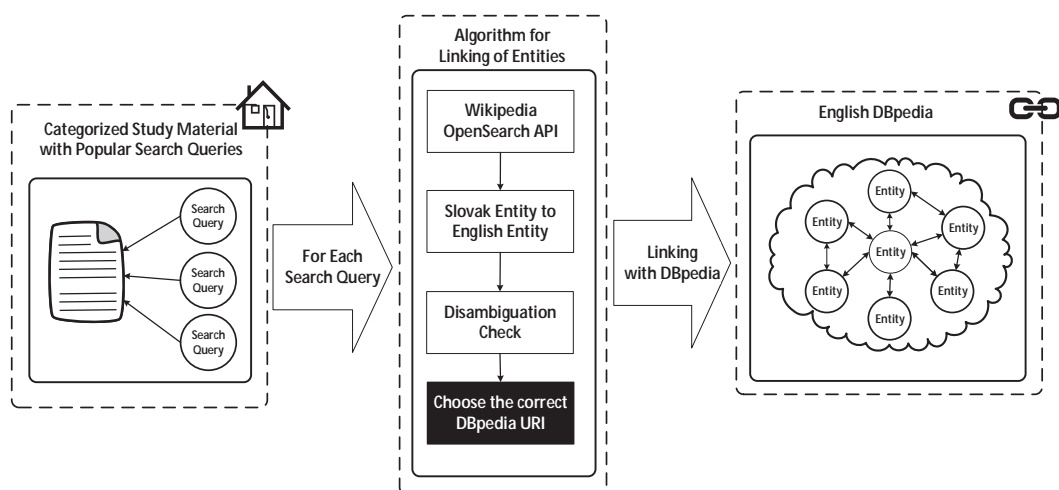 Categorized Study Material
with Popular Search Queries
Search
Query
Search
Query
Search
Query
For Each
Search Query
Algorithm for
Linking of Entities
Wikipedia
OpenSearch API
Slovak Entity to
English Entity
Disambiguation
Check
Choose the correct
DBpedia URI
Linking
with DBpedia
English DBpedia
Entity
Entity
Entity
Entity
Entity
Entity
Entity